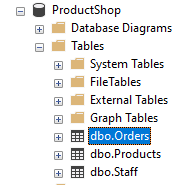 ProductShop
Database Diagrams
Tables
System Tables
FileTables
External Tables
Graph Tables
dbo.Orders
dbo.Products
dbo.Staff